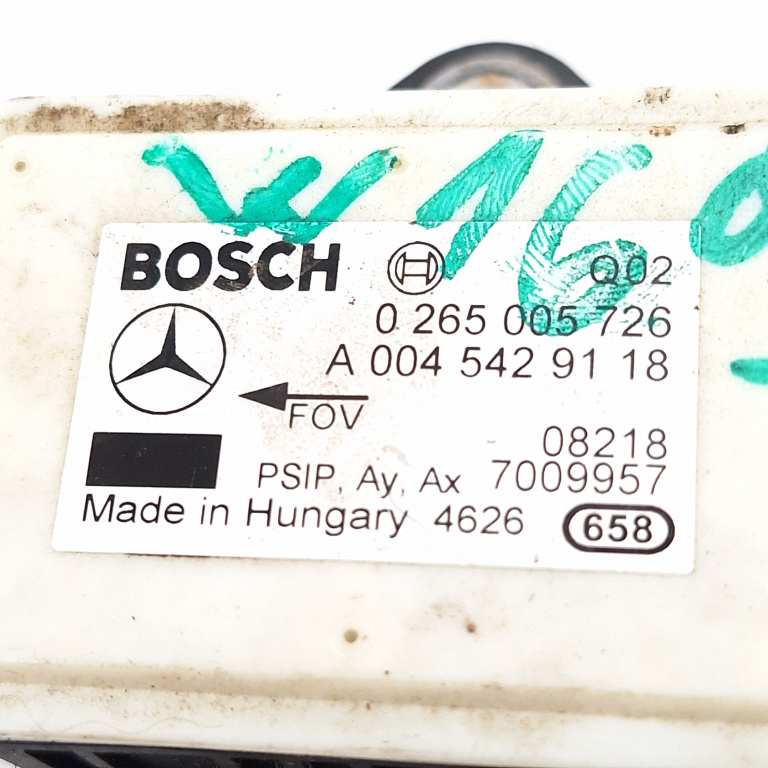 W 16
BOSCH
Q02
0 265 005 726
A 004 542 91 18
FOV
08218
PSIP, Ay, Ax 7009957
Made in Hungary 4626 658